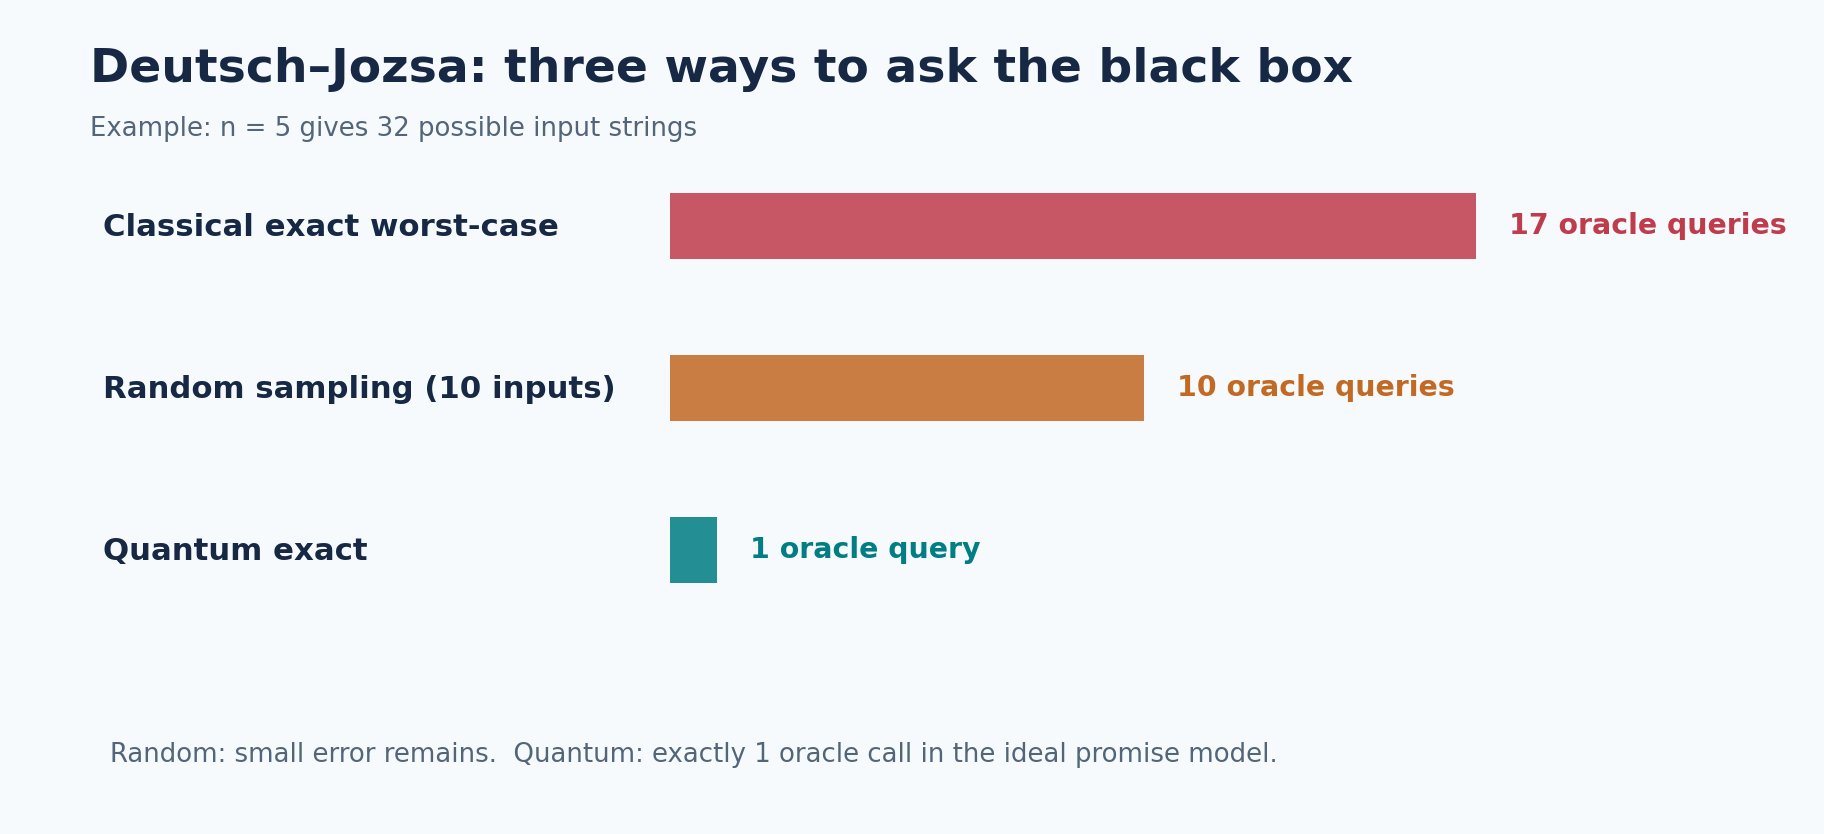 Deutsch–Jozsa: three ways to ask the black box
Example: n = 5 gives 32 possible input strings
Classical exact worst-case
17 oracle queries
Random sampling (10 inputs)
10 oracle queries
Quantum exact
1 oracle query
Random: small error remains.  Quantum: exactly 1 oracle call in the ideal promise model.